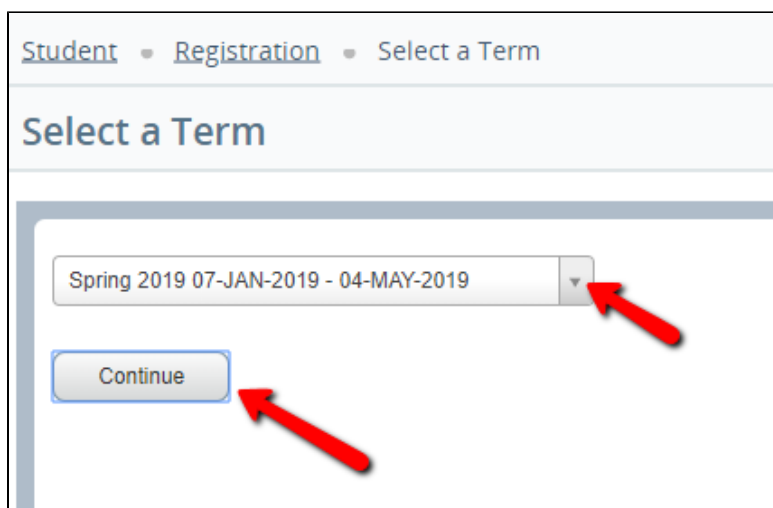 Student Registration Select a Term
Select a Term
Spring 2019 07-JAN-2019 - 04-MAY-2019
Continue